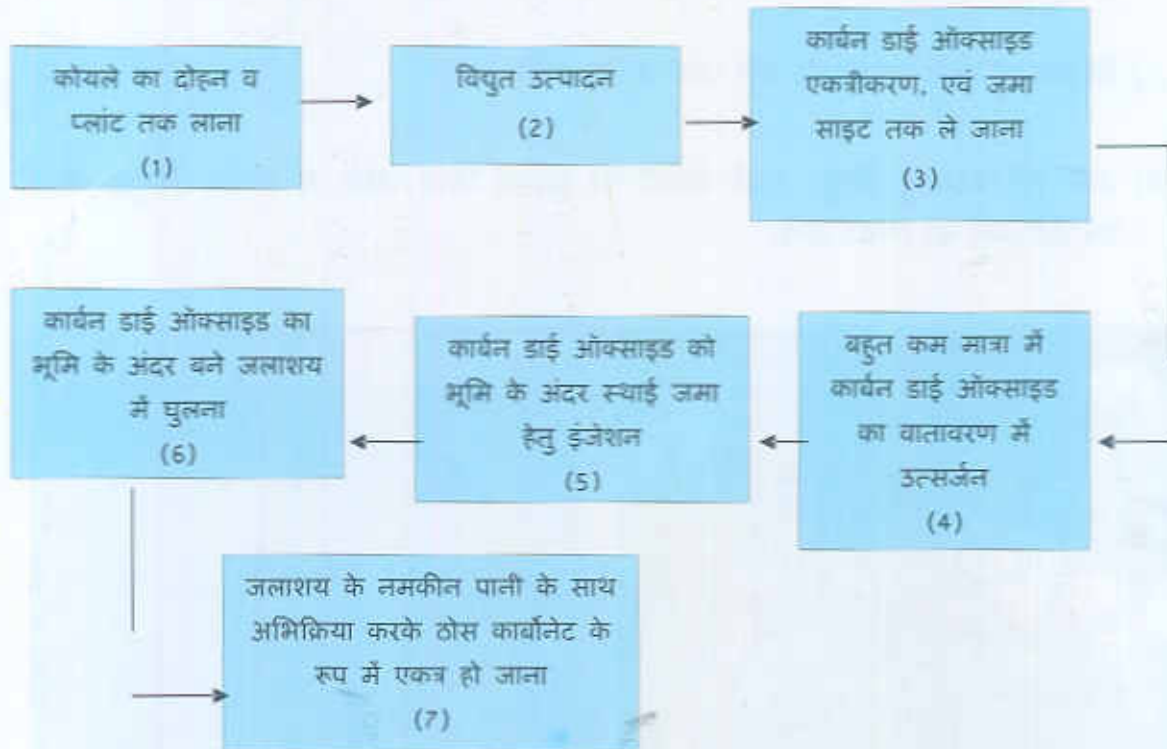 कोयले का दोहन व
प्लांट तक लाना
(1)
विद्युत उत्पादन
(2)
कार्बन डाई ऑक्साइड
एकत्रीकरण, एवं जमा
साइट तक ले जाना
(3)
बहुत कम मात्रा में
कार्बन डाई ऑक्साइड
का वातावरण में
उत्सर्जन
(4)
कार्बन डाई ऑक्साइड को
भूमि के अंदर स्थाई जमा
हेतु इंजेशन
(5)
कार्बन डाई ऑक्साइड का
भूमि के अंदर बने जलाशय
में घुलना
(6)
जलाशय के नमकीन पानी के साथ
अभिक्रिया करके ठोस कार्बोनेट के
रूप में एकत्र हो जाना
(7)